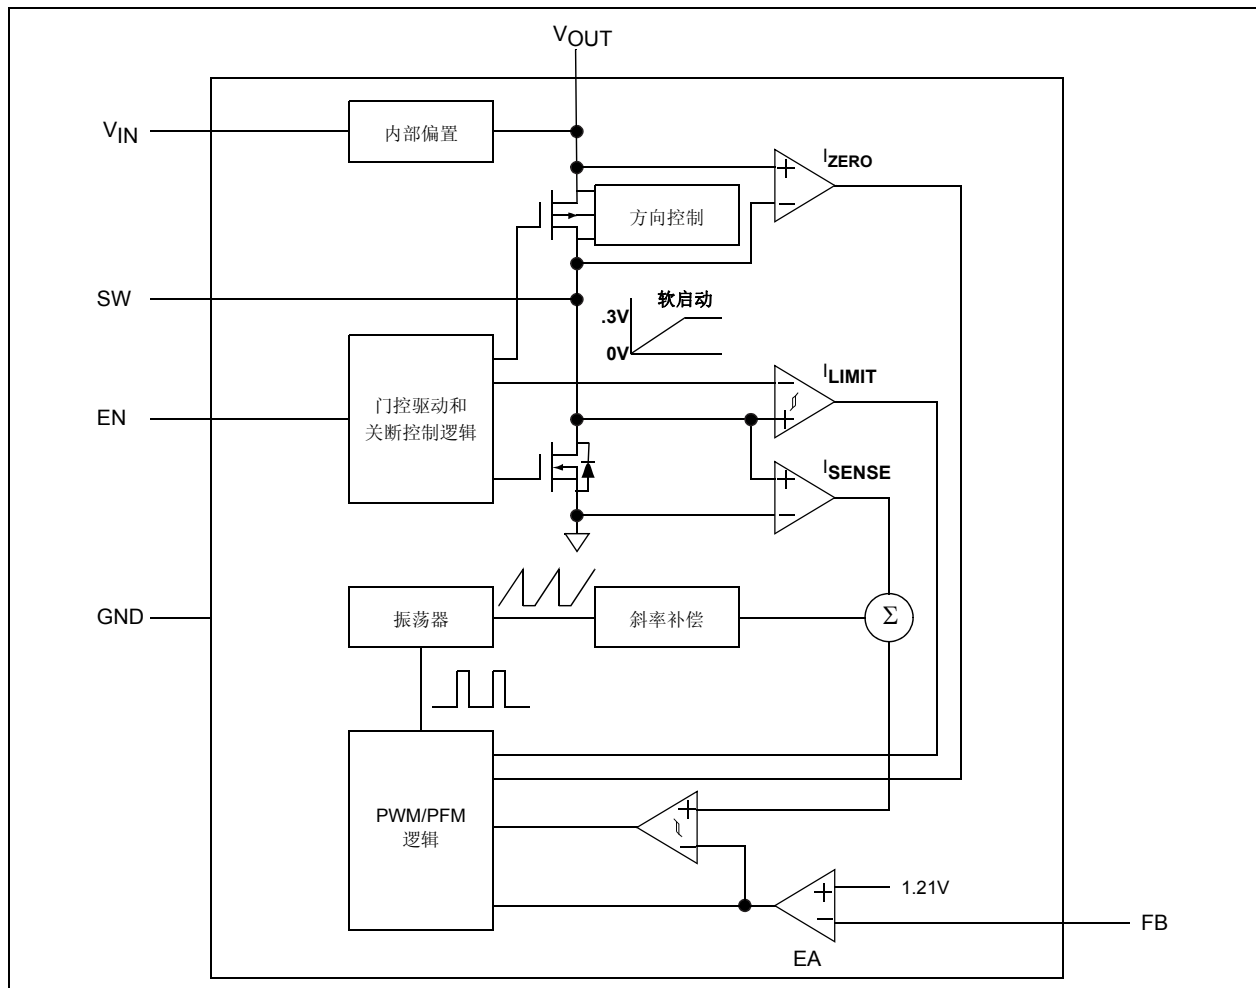 VOUT
VIN
内部偏置
IZERO
方向控制
SW
软启动
.3V
0V
ILIMIT
EN
门控驱动和
关断控制逻辑
ISENSE
GND
振荡器
斜率补偿
Σ
PWM/PFM
逻辑
1.21V
FB
EA